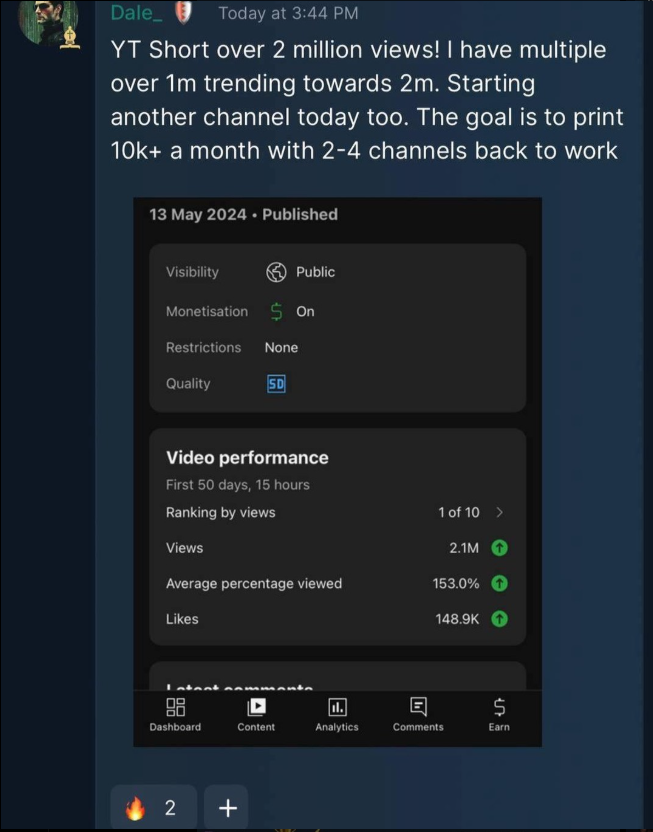 Dale_ Today at 3:44 PM
YT Short over 2 million views! I have multiple
over 1m trending towards 2m. Starting
another channel today too. The goal is to print
10k+ a month with 2-4 channels back to work
13 May 2024 • Published
Visibility Public
Monetisation On
Restrictions None
Quality SD
Video performance
First 50 days, 15 hours
Ranking by views 1 of 10
Views 2.1M
Average percentage viewed 153.0%
Likes 148.9K
Latest comments
Dashboard Content Analytics Comments Earn
2 +